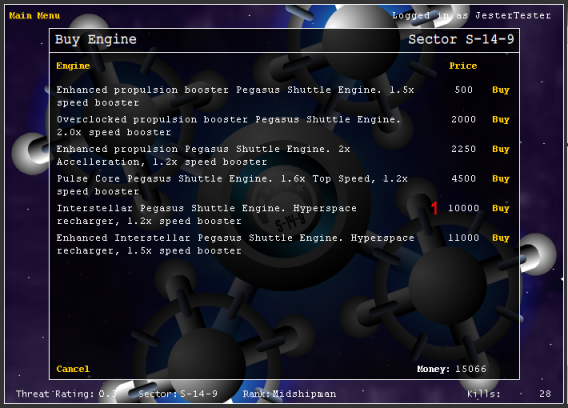 Main Menu
Logged in as JesterTester
Buy Engine
Sector S-14-9
Engine Price
Enhanced propulsion booster Pegasus Shuttle Engine. 1.5x 500 Buy
speed booster
Overclocked propulsion booster Pegasus Shuttle Engine. 2000 Buy
2.0x speed booster
Enhanced propulsion Pegasus Shuttle Engine. 2x 2250 Buy
Accelleration, 1.2x speed booster
Pulse Core Pegasus Shuttle Engine. 1.6x Top Speed, 1.2x 4500 Buy
speed booster
Interstellar Pegasus Shuttle Engine. Hyperspace 1 10000 Buy
recharger, 1.2x speed booster
S-14-9
Enhanced Interstellar Pegasus Shuttle Engine. Hyperspace 11000 Buy
recharger, 1.5x speed booster
Cancel
Money: 15066
Threat Rating: Sector: S-14-9 Rank: Midshipman Kills: 28